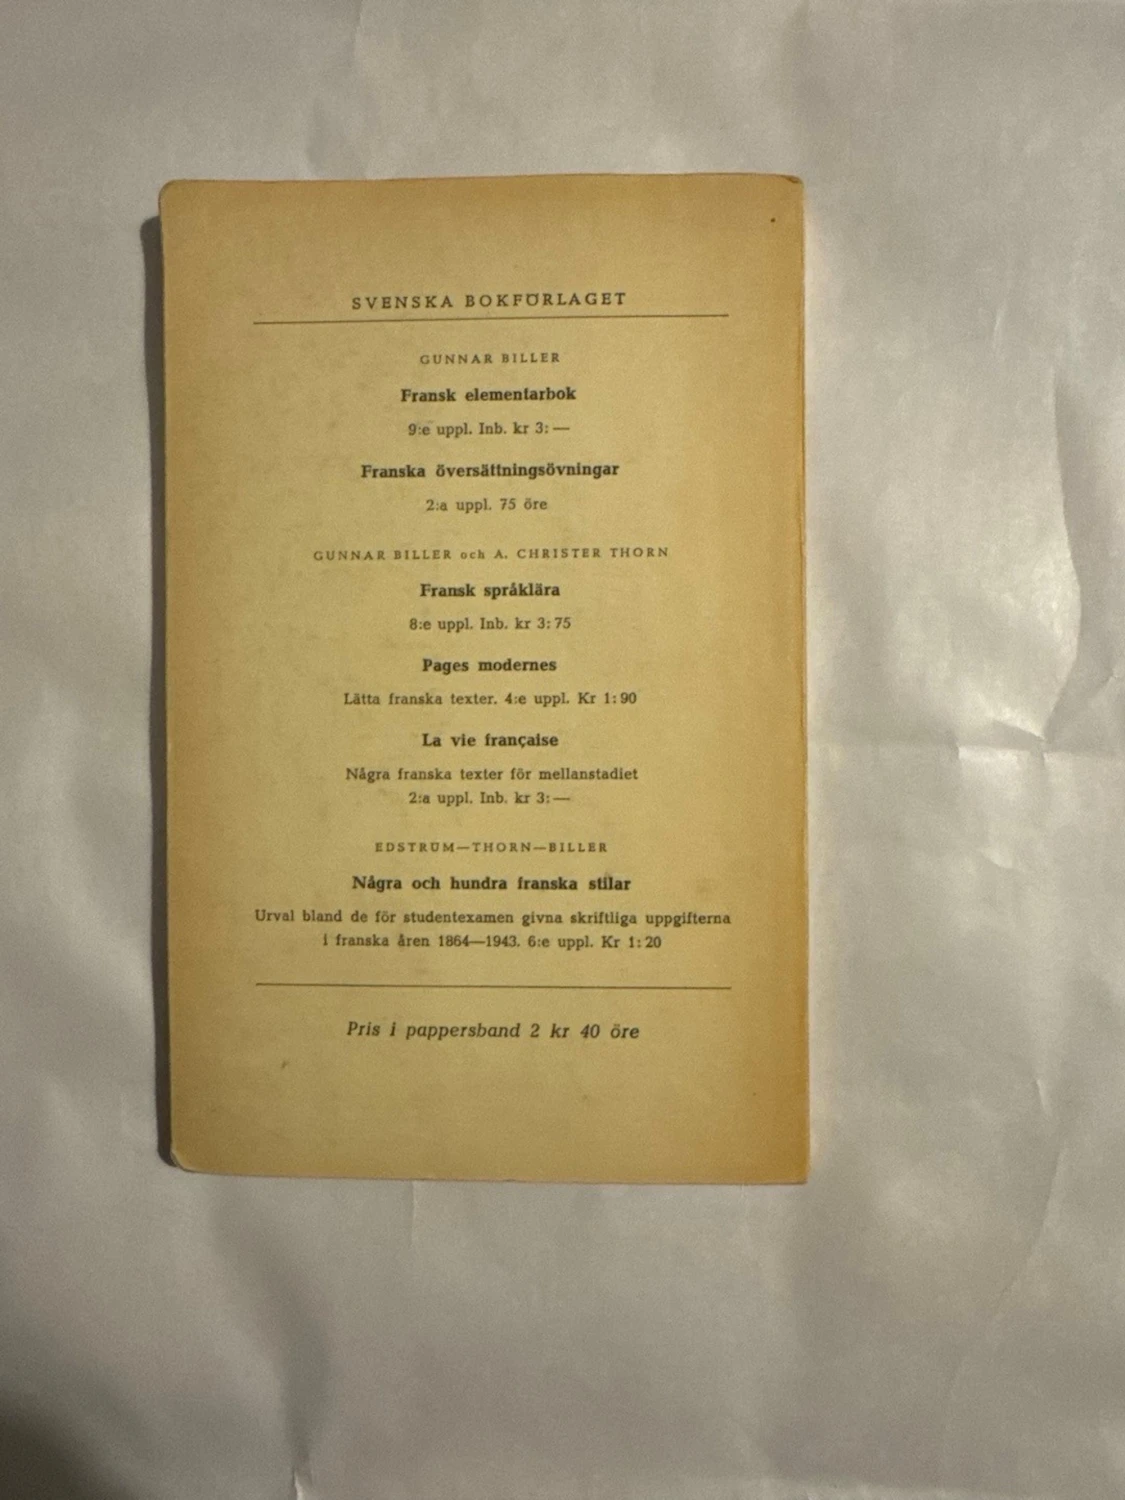 SVENSKA BOKFÖRLAGET
GUNNAR BILLER
Fransk elementarbok
9:e uppl. Inb. kr 3: —
Franska översättningsövningar
2:a uppl. 75 öre
GUNNAR BILLER och A. CHRISTER THORN
Fransk språklära
8:e uppl. Inb. kr 3: 75
Pages modernes
Lätta franska texter. 4:e uppl. Kr 1: 90
La vie française
Några franska texter för mellanstadiet
2:a uppl. Inb. kr 3: —
EDSTRÖM—THORN—BILLER
Några och hundra franska stilar
Urval bland de för studentexamen givna skriftliga uppgifterna
i franska åren 1864—1943. 6:e uppl. Kr 1: 20
Pris i pappersband 2 kr 40 öre